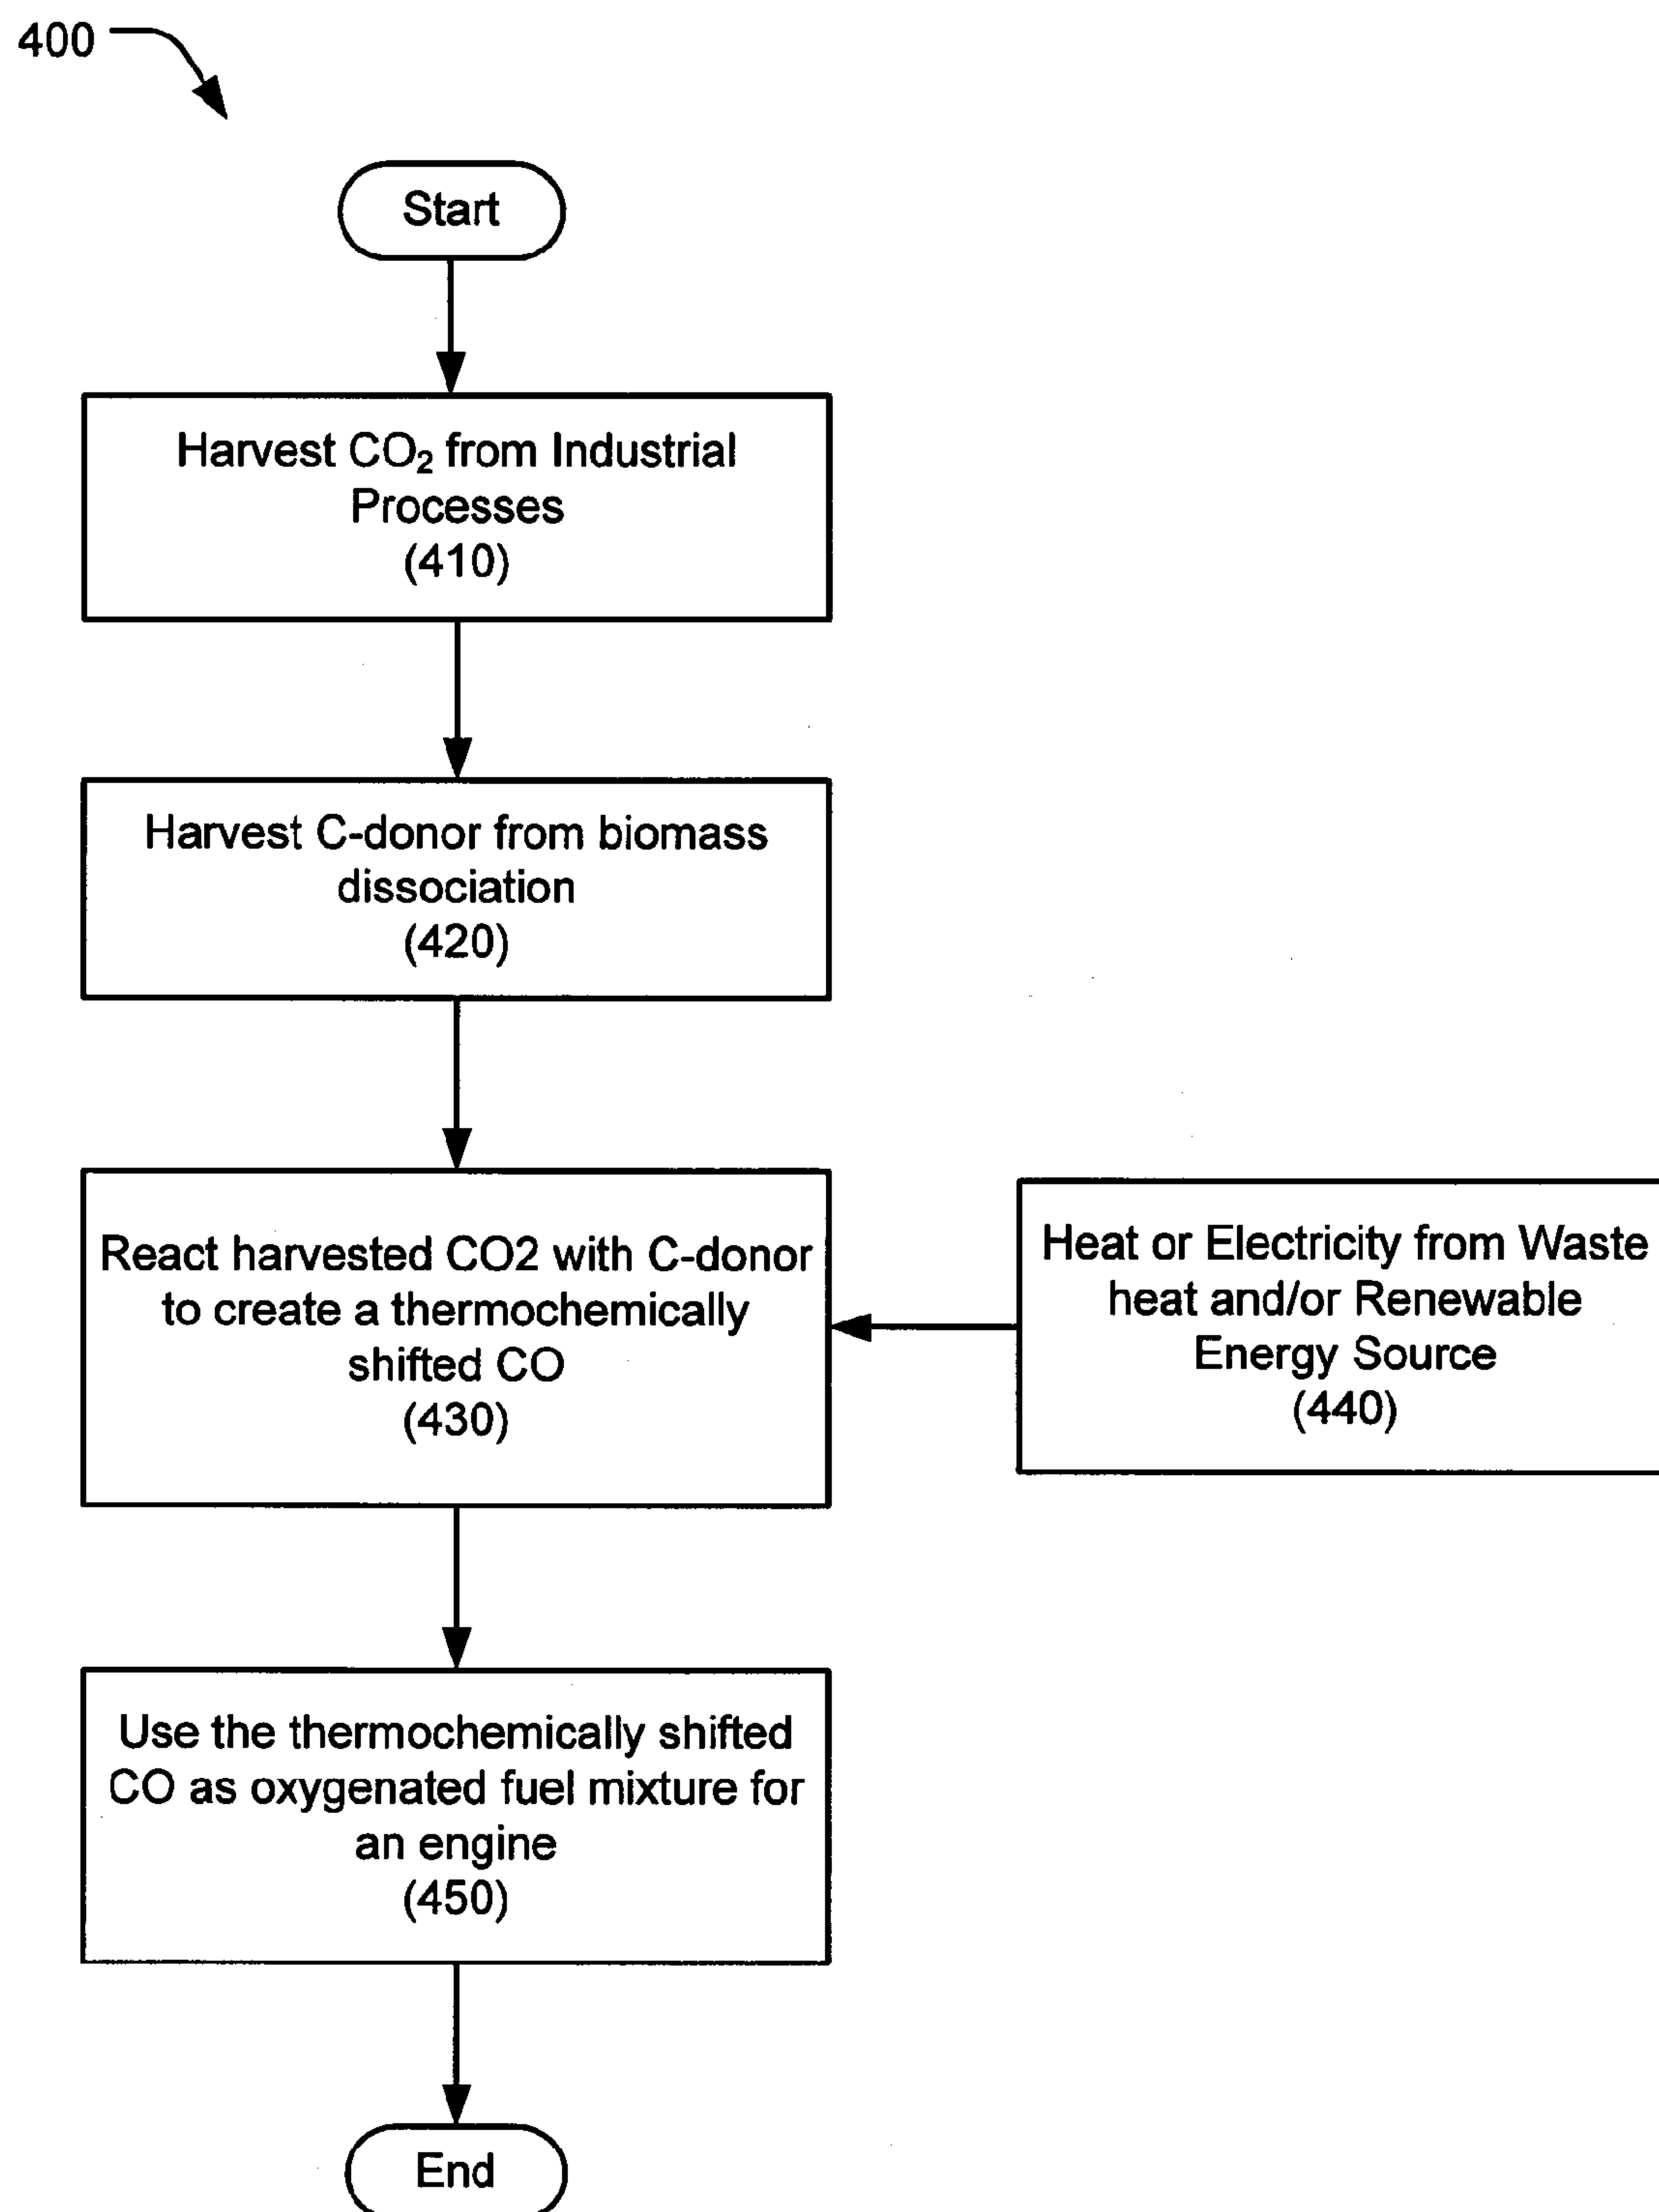 400
Start
Harvest CO₂ from Industrial
Processes
(410)
Harvest C-donor from biomass
dissociation
(420)
React harvested CO2 with C-donor
to create a thermochemically
shifted CO
(430)
Heat or Electricity from Waste
heat and/or Renewable
Energy Source
(440)
Use the thermochemically shifted
CO as oxygenated fuel mixture for
an engine
(450)
End